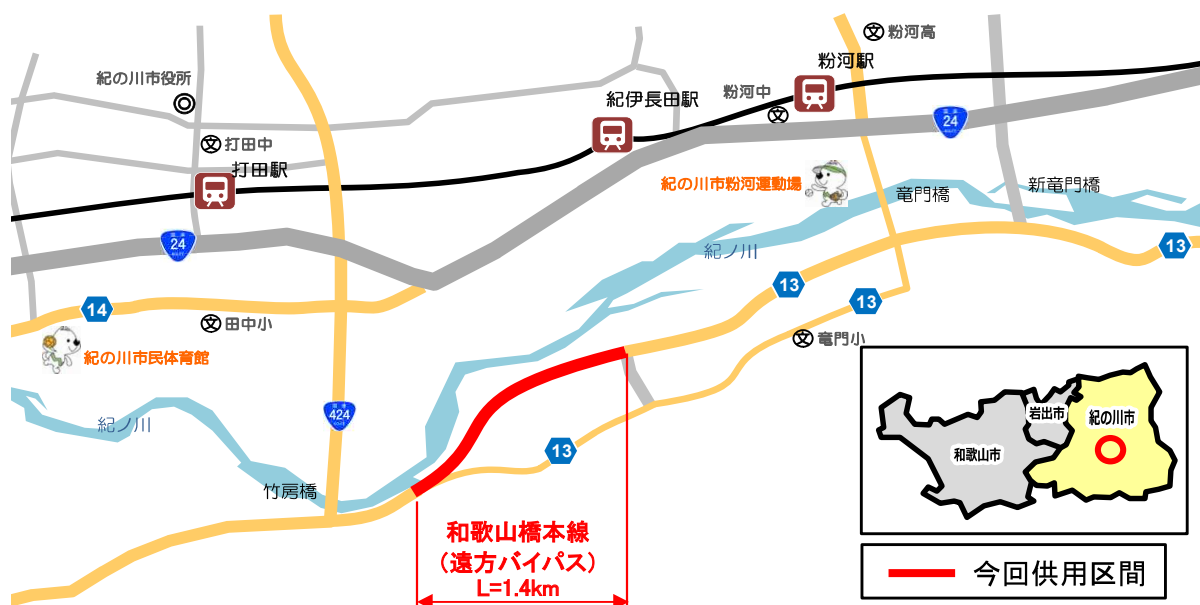 粉河高
粉河駅
紀の川市役所
紀伊長田駅
粉河中
24
打田中
打田駅
紀の川市粉河運動場
竜門橋
新竜門橋
24
紀ノ川
13
13
13
14
田中小
竜門小
紀の川市民体育館
424
紀ノ川
13
竹房橋
岩出市
紀の川市
和歌山市
和歌山橋本線
（遠方バイパス）
L=1.4km
今回供用区間
文
文
文
文
文